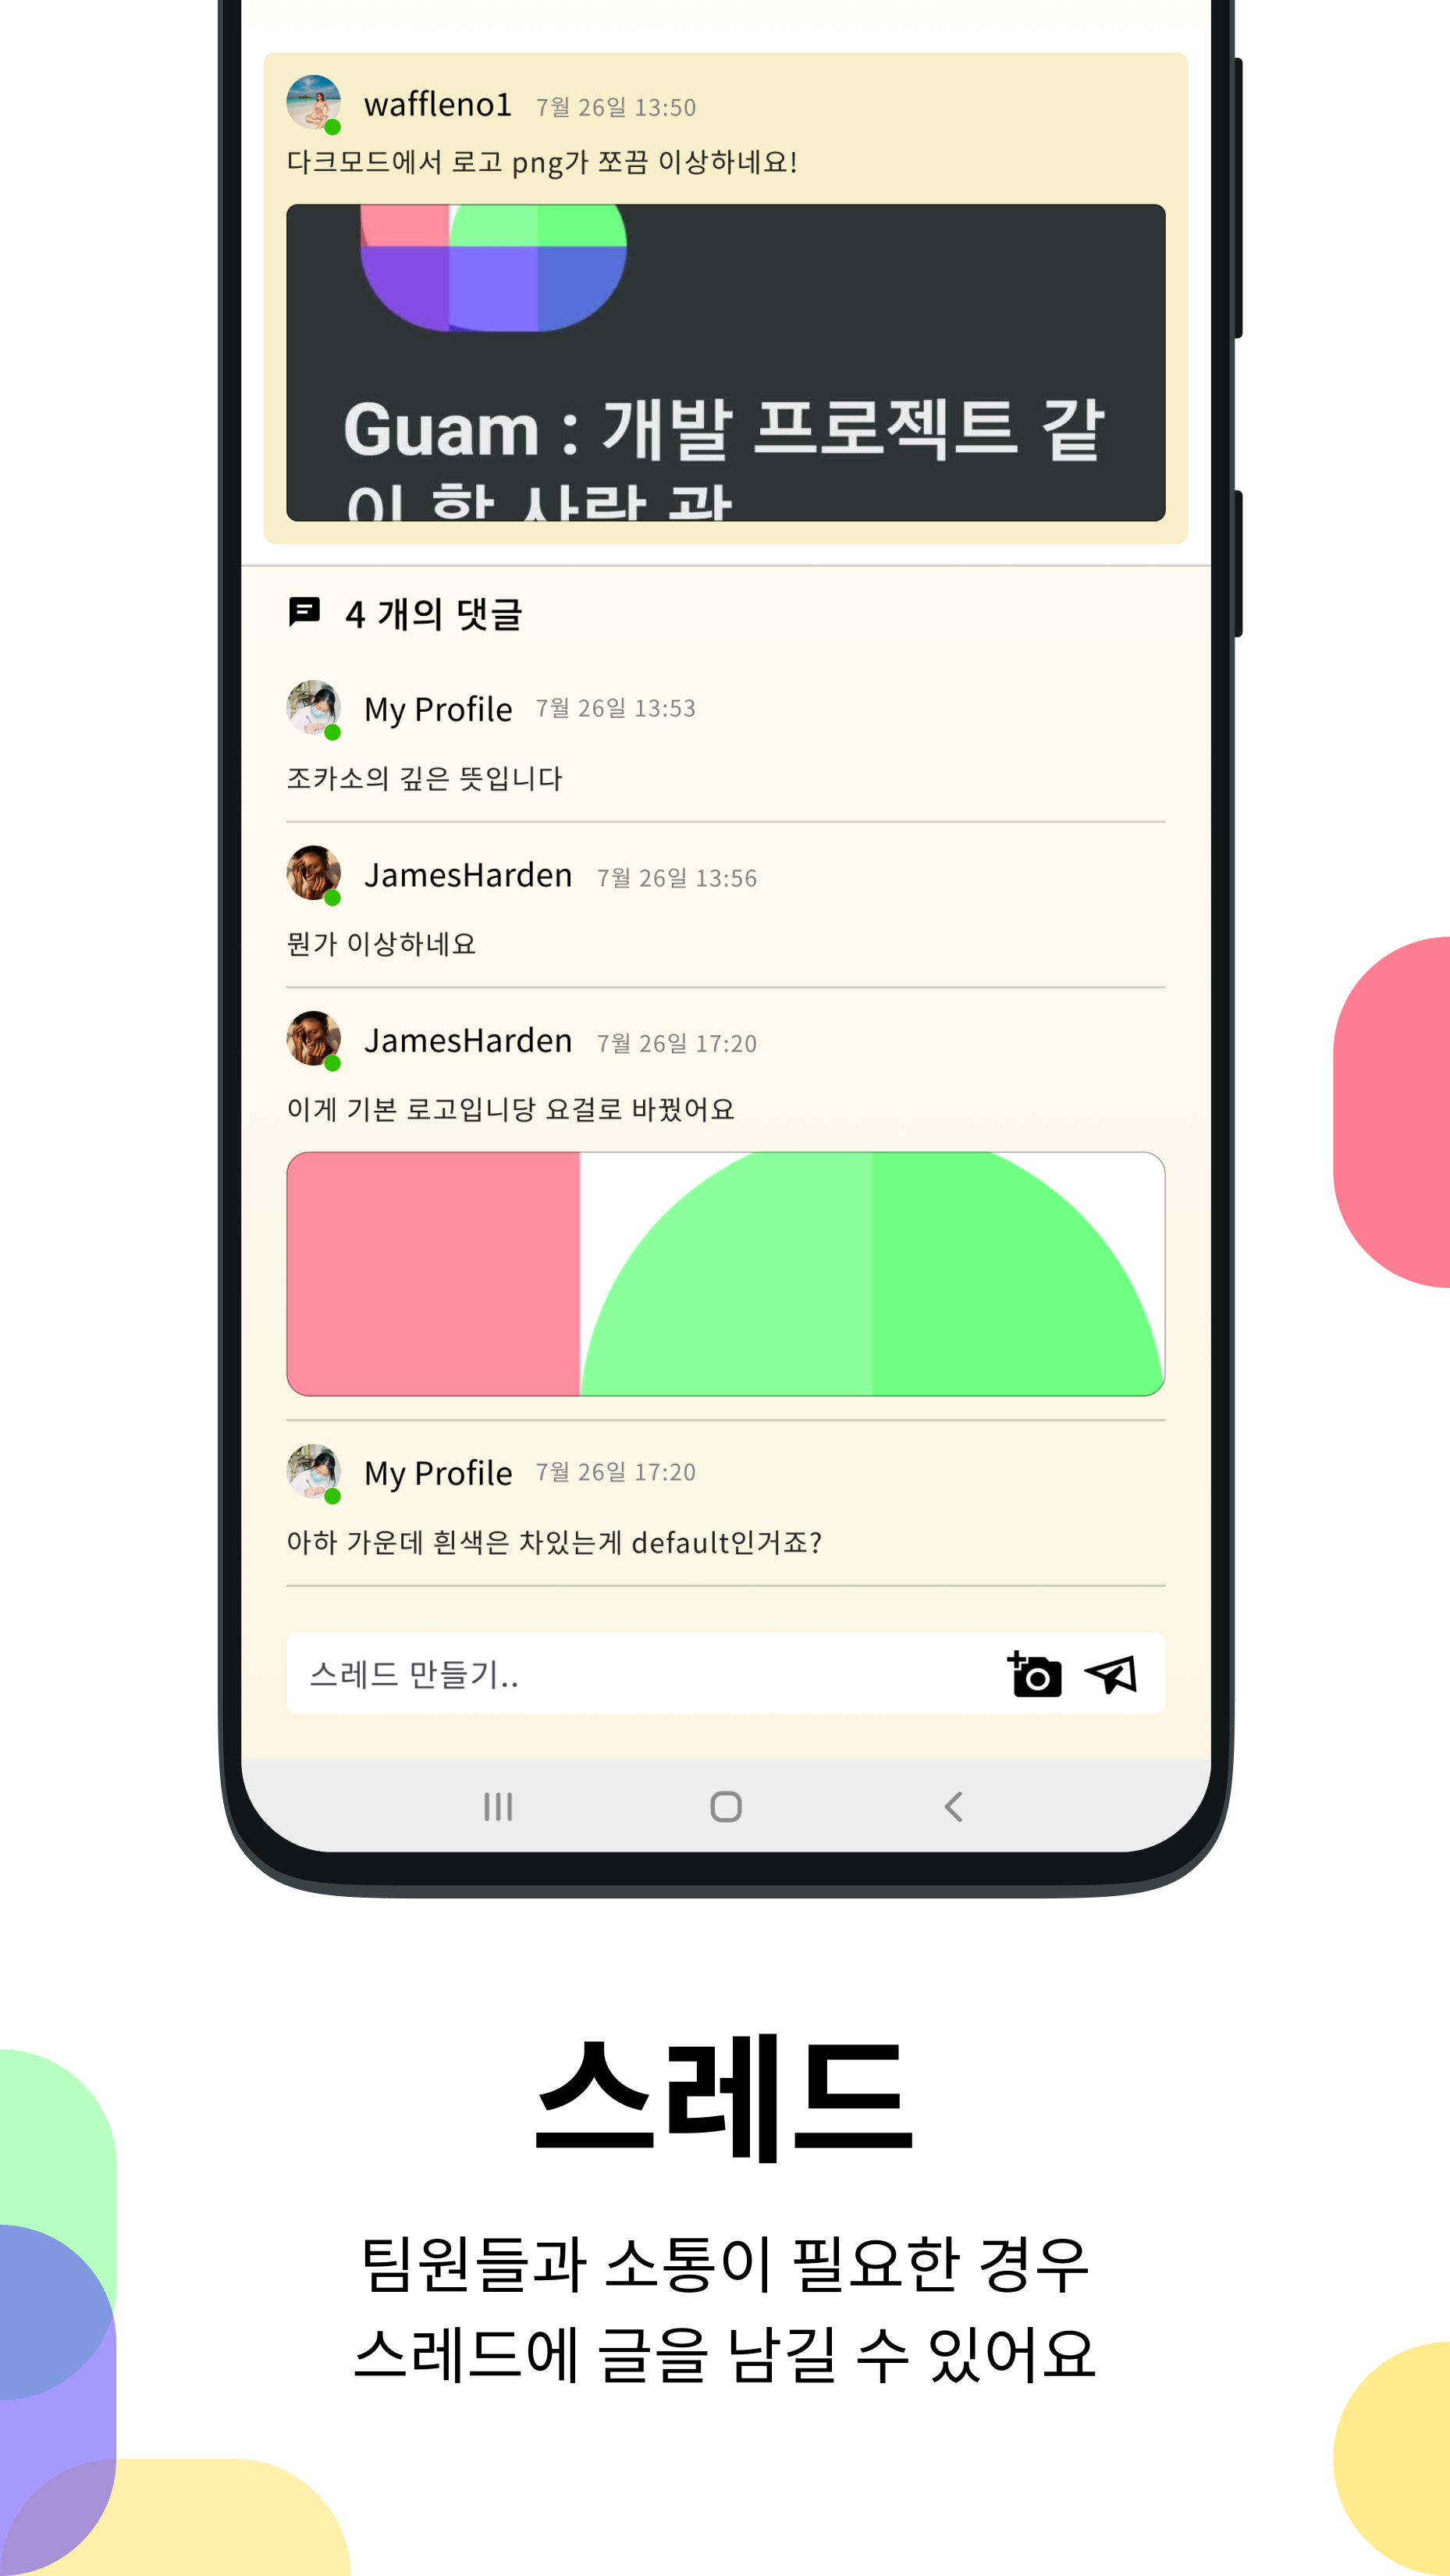 waffleno1 7월 26일 13:50
다크모드에서 로고 png가 쪼끔 이상하네요!
Guam : 개발 프로젝트 같
이 할 사람 괌
4 개의 댓글
My Profile 7월 26일 13:53
조카소의 깊은 뜻입니다
JamesHarden 7월 26일 13:56
뭔가 이상하네요
JamesHarden 7월 26일 17:20
이게 기본 로고입니당 요걸로 바꿨어요
My Profile 7월 26일 17:20
아하 가운데 흰색은 차있는게 default인거죠?
스레드 만들기..
스레드
팀원들과 소통이 필요한 경우
스레드에 글을 남길 수 있어요